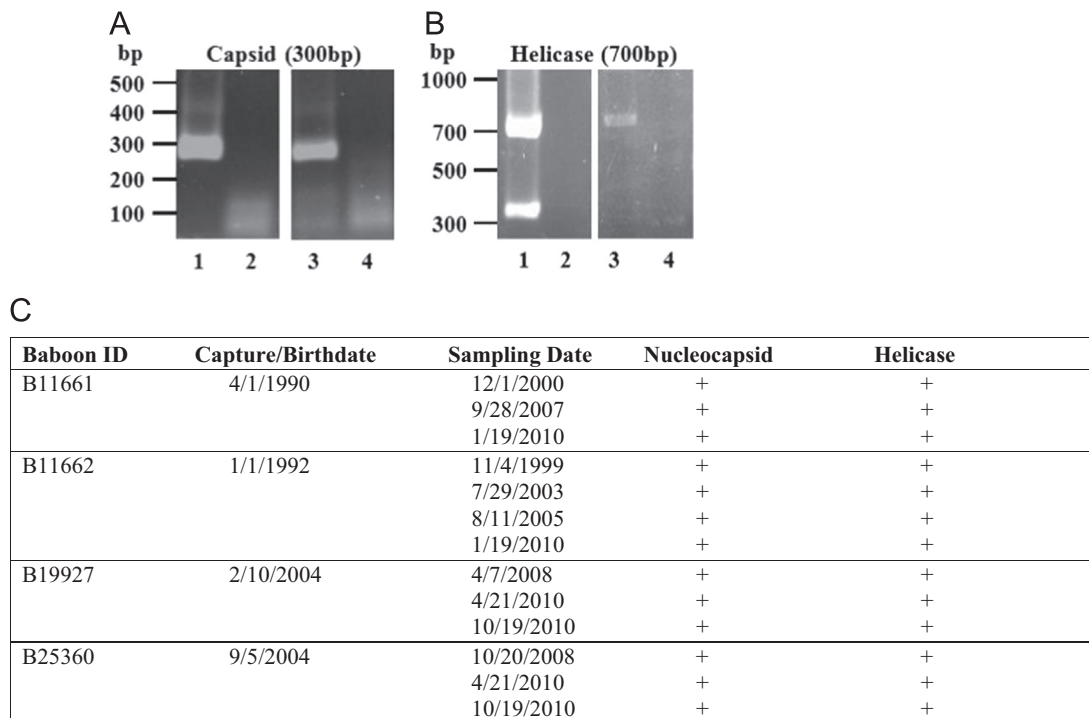 A
bp Capsid (300bp)
500
400
300
200
100
1 2 3 4
B
bp Helicase (700bp)
1000
700
500
300
1 2 3 4
C
Baboon ID Capture/Birthdate Sampling Date Nucleocapsid Helicase
B11661 4/1/1990 12/1/2000 + +
9/28/2007 + +
1/19/2010 + +
B11662 1/1/1992 11/4/1999 + +
7/29/2003 + +
8/11/2005 + +
1/19/2010 + +
B19927 2/10/2004 4/7/2008 + +
4/21/2010 + +
10/19/2010 + +
B25360 9/5/2004 10/20/2008 + +
4/21/2010 + +
10/19/2010 + +